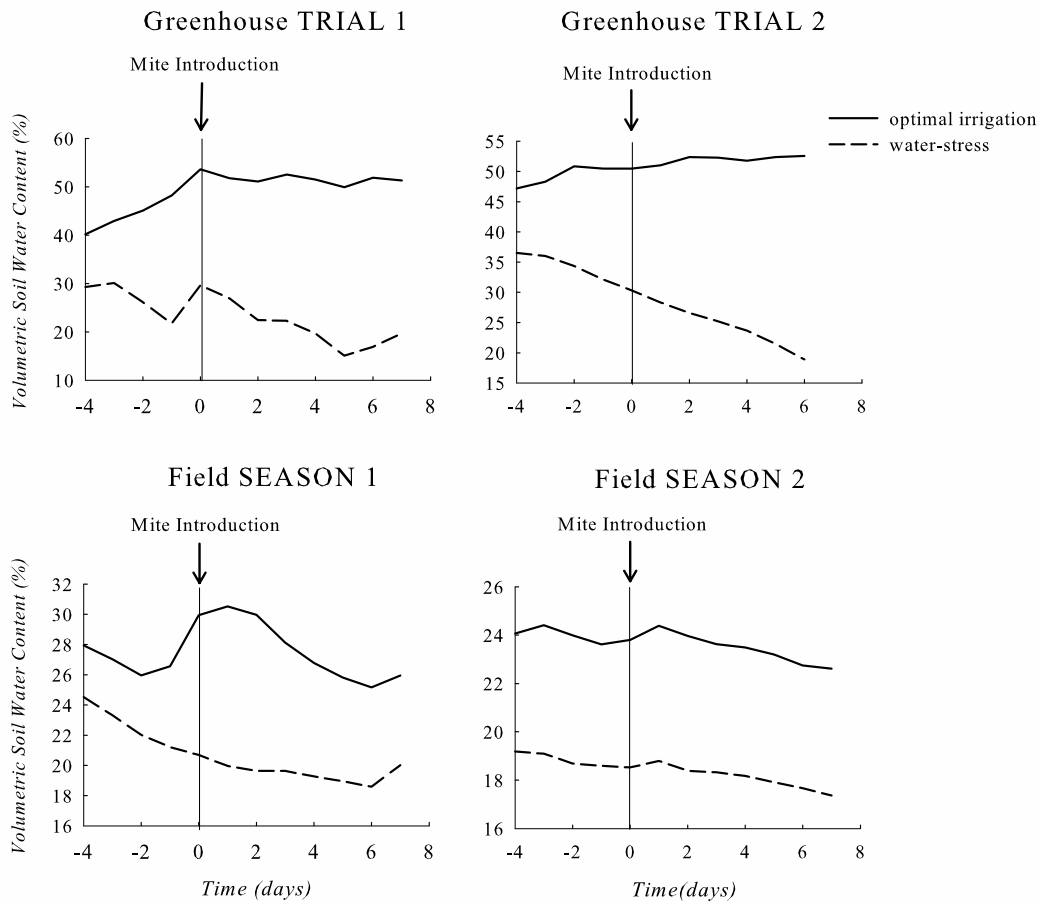 Greenhouse TRIAL 1
Mite Introduction
Volumetric Soil Water Content (%)
60
50
40
30
20
10
-4 -2 0 2 4 6 8
Greenhouse TRIAL 2
Mite Introduction
55
50
45
40
35
30
25
20
15
-4 -2 0 2 4 6 8
optimal irrigation
water-stress
Field SEASON 1
Mite Introduction
Volumetric Soil Water Content (%)
32
30
28
26
24
22
20
18
16
-4 -2 0 2 4 6 8
Time (days)
Field SEASON 2
Mite Introduction
26
24
22
19
18
16
-4 -2 0 2 4 6 8
Time(days)